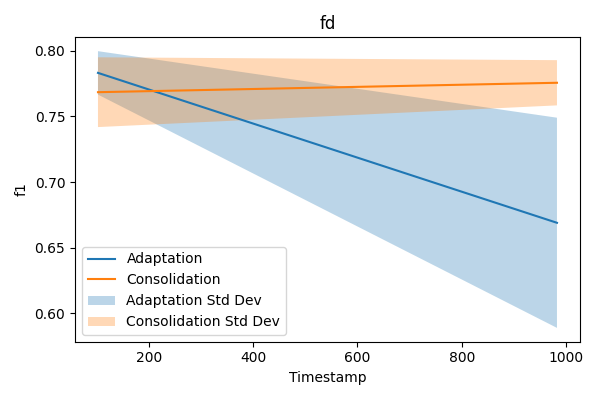 fd
f1
0.80
0.75
0.70
0.65
0.60
Adaptation
Consolidation
Adaptation Std Dev
Consolidation Std Dev
200
400
600
800
1000
Timestamp